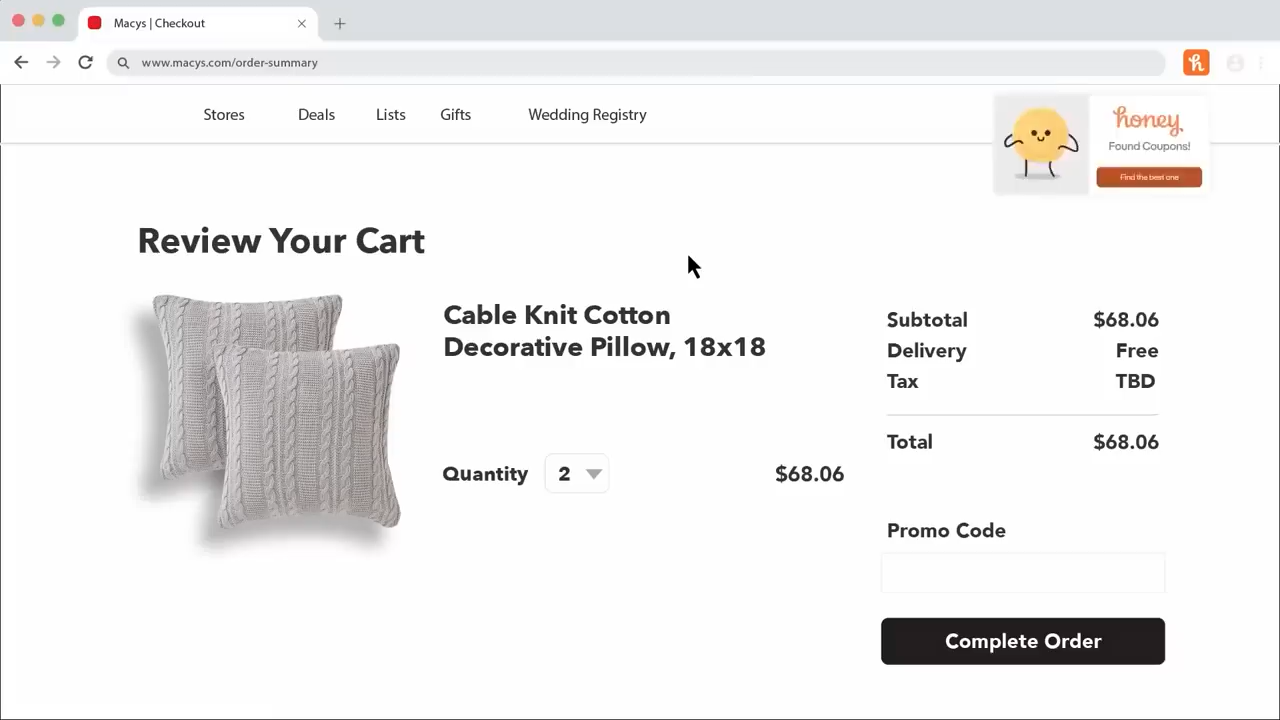 Macys | Checkout
www.macys.com/order-summary
h
Stores Deals Lists Gifts Wedding Registry
honey
Found Coupons!
Find the best one
Review Your Cart
Cable Knit Cotton
Decorative Pillow, 18x18
Quantity 2 $68.06
Subtotal $68.06
Delivery Free
Tax TBD
Total $68.06
Promo Code
Complete Order